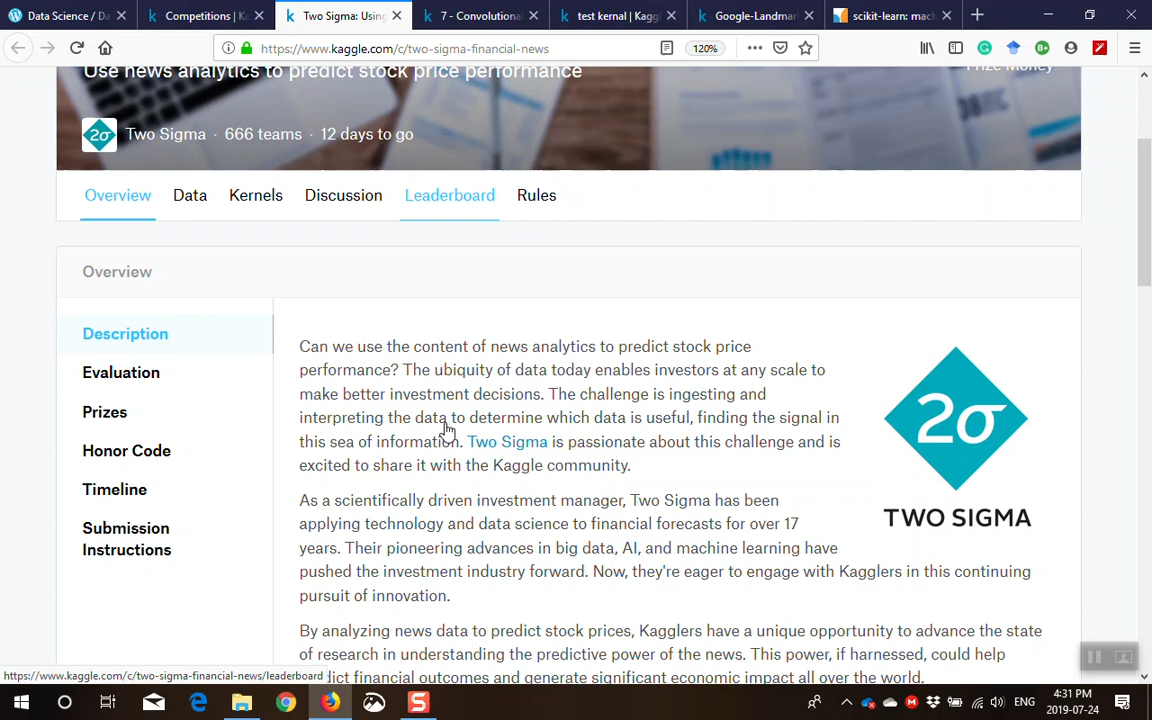 Data Science / Da
Competitions | Ka
Two Sigma: Using
7 - Convolutional
test kernal | Kaggl
Google-Landmar
scikit-learn: mach
https://www.kaggle.com/c/two-sigma-financial-news
120%
Use news analytics to predict stock price performance
Prize Money
2σ Two Sigma · 666 teams · 12 days to go
Overview Data Kernels Discussion Leaderboard Rules
Overview
Description
Evaluation
Prizes
Honor Code
Timeline
Submission
Instructions
Can we use the content of news analytics to predict stock price
performance? The ubiquity of data today enables investors at any scale to
make better investment decisions. The challenge is ingesting and
interpreting the data to determine which data is useful, finding the signal in
this sea of information. Two Sigma is passionate about this challenge and is
excited to share it with the Kaggle community.
2σ
TWO SIGMA
As a scientifically driven investment manager, Two Sigma has been
applying technology and data science to financial forecasts for over 17
years. Their pioneering advances in big data, AI, and machine learning have
pushed the investment industry forward. Now, they're eager to engage with Kagglers in this continuing
pursuit of innovation.
By analyzing news data to predict stock prices, Kagglers have a unique opportunity to advance the state
of research in understanding the predictive power of the news. This power, if harnessed, could help
dict financial outcomes and generate significant economic impact all over the world.
https://www.kaggle.com/c/two-sigma-financial-news/leaderboard
ENG
4:31 PM
2019-07-24